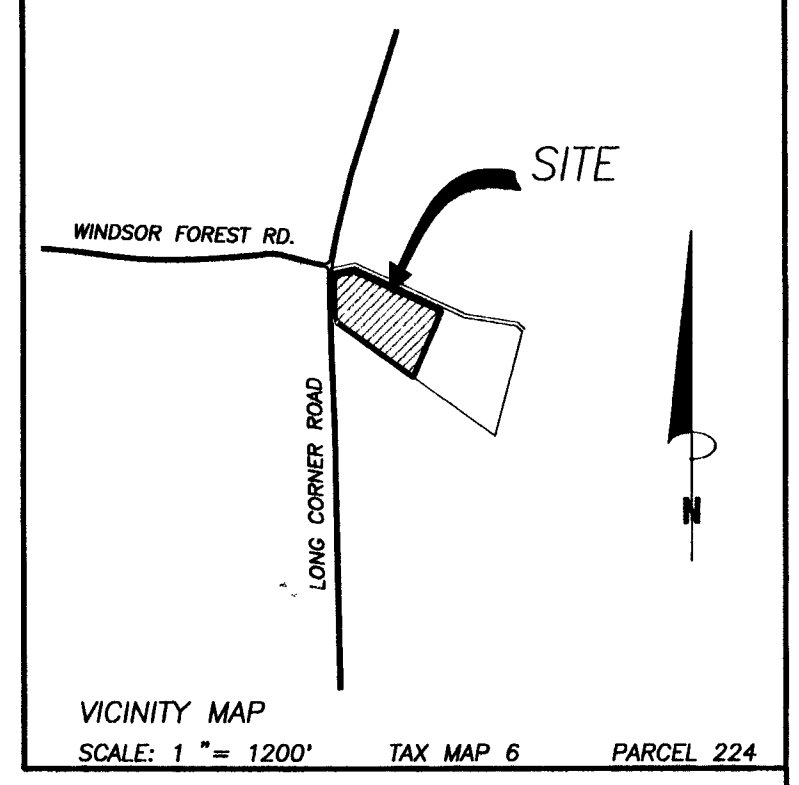 SITE
WINDSOR FOREST RD.
LONG CORNER ROAD
N
VICINITY MAP
SCALE: 1 "= 1200' TAX MAP 6 PARCEL 224